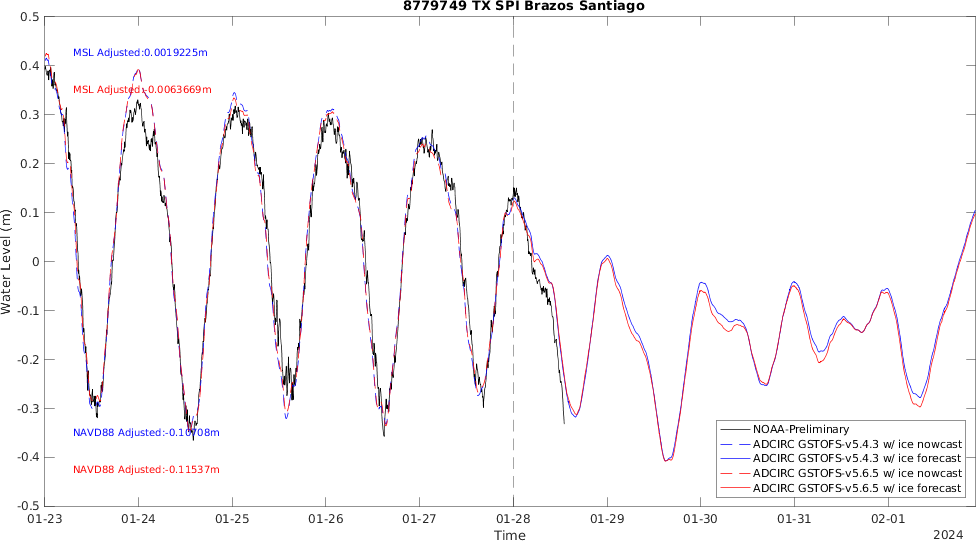 8779749 TX SPI Brazos Santiago
0.5
0.4
0.3
0.2
0.1
0
-0.1
-0.2
-0.3
-0.4
-0.5
Water Level (m)
MSL Adjusted:0.0019225m
MSL Adjusted:-0.0063669m
NAVD88 Adjusted:-0.10708m
NAVD88 Adjusted:-0.11537m
NOAA-Preliminary
ADCIRC GSTOFS-v5.4.3 w/ ice nowcast
ADCIRC GSTOFS-v5.4.3 w/ ice forecast
ADCIRC GSTOFS-v5.6.5 w/ ice nowcast
ADCIRC GSTOFS-v5.6.5 w/ ice forecast
01-23 01-24 01-25 01-26 01-27 01-28 01-29 01-30 01-31 02-01
Time
2024